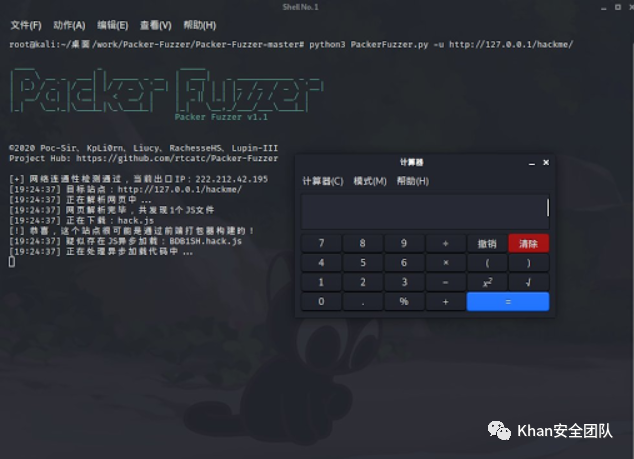 Shell No. 1
文件(F) 动作(A) 编辑(E) 查看(V) 帮助(H)
root@kali:~/桌面/work/Packer-Fuzzer/Packer-Fuzzer-master# python3 PackerFuzzer.py -u http://127.0.0.1/hackme/
Packer Fuzzer
Packer Fuzzer v1.1
©2020 Poc-Sir, KpLi0rn, Liucy, RachesseHS, Lupin-III
Project Hub: https://github.com/rtcatc/Packer-Fuzzer
[+] 网络连通性检测通过，当前出口IP：222.212.42.195
[19:24:37] 目标站点：http://127.0.0.1/hackme/
[19:24:37] 正在解析网页中 ...
[19:24:37] 网页解析完毕，共发现1个JS文件
[19:24:37] 正在下载：hack.js
[!] 恭喜，这个站点很可能是通过前端打包器构建的！
[19:24:37] 疑似存在JS异步加载：BDB1SH.hack.js
[19:24:37] 正在处理异步加载代码中 ...
计算器
计算器(C) 模式(M) 帮助(H)
7 8 9 ÷ 撤销 清除
4 5 6 × ( )
1 2 3 − x² √
0 . % + =
Khan安全团队